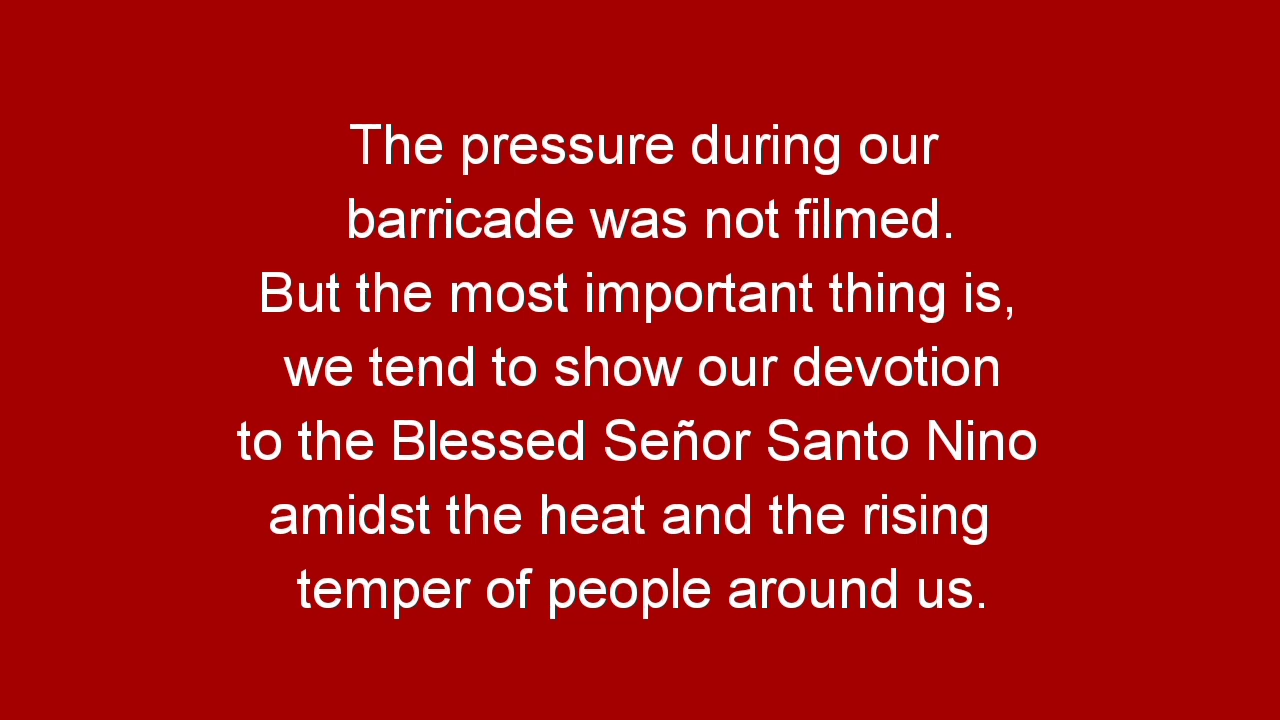 The pressure during our
barricade was not filmed.
But the most important thing is,
we tend to show our devotion
to the Blessed Señor Santo Nino
amidst the heat and the rising
temper of people around us.